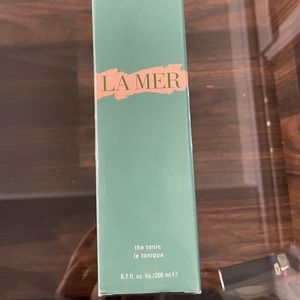 LA MER
the tonic
le tonique
6.7 fl. oz. liq./200 ml ℮